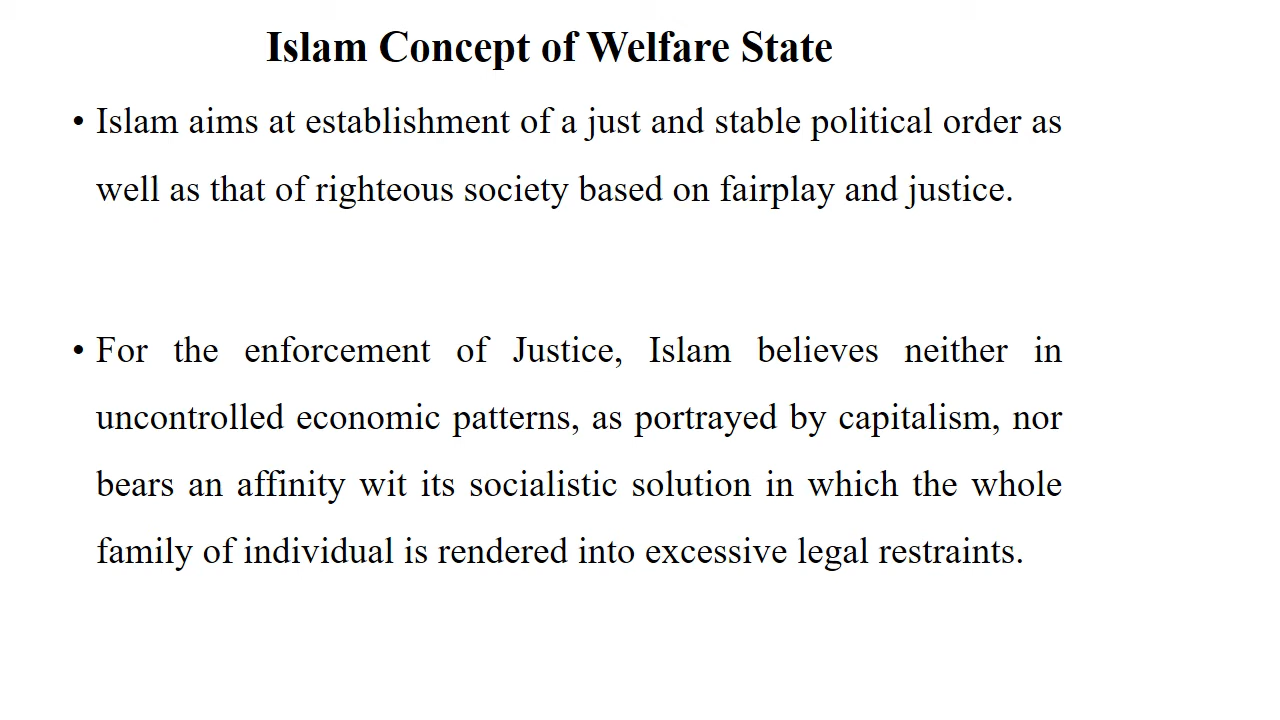 Islam Concept of Welfare State
• Islam aims at establishment of a just and stable political order as
well as that of righteous society based on fairplay and justice.
• For the enforcement of Justice, Islam believes neither in
uncontrolled economic patterns, as portrayed by capitalism, nor
bears an affinity wit its socialistic solution in which the whole
family of individual is rendered into excessive legal restraints.